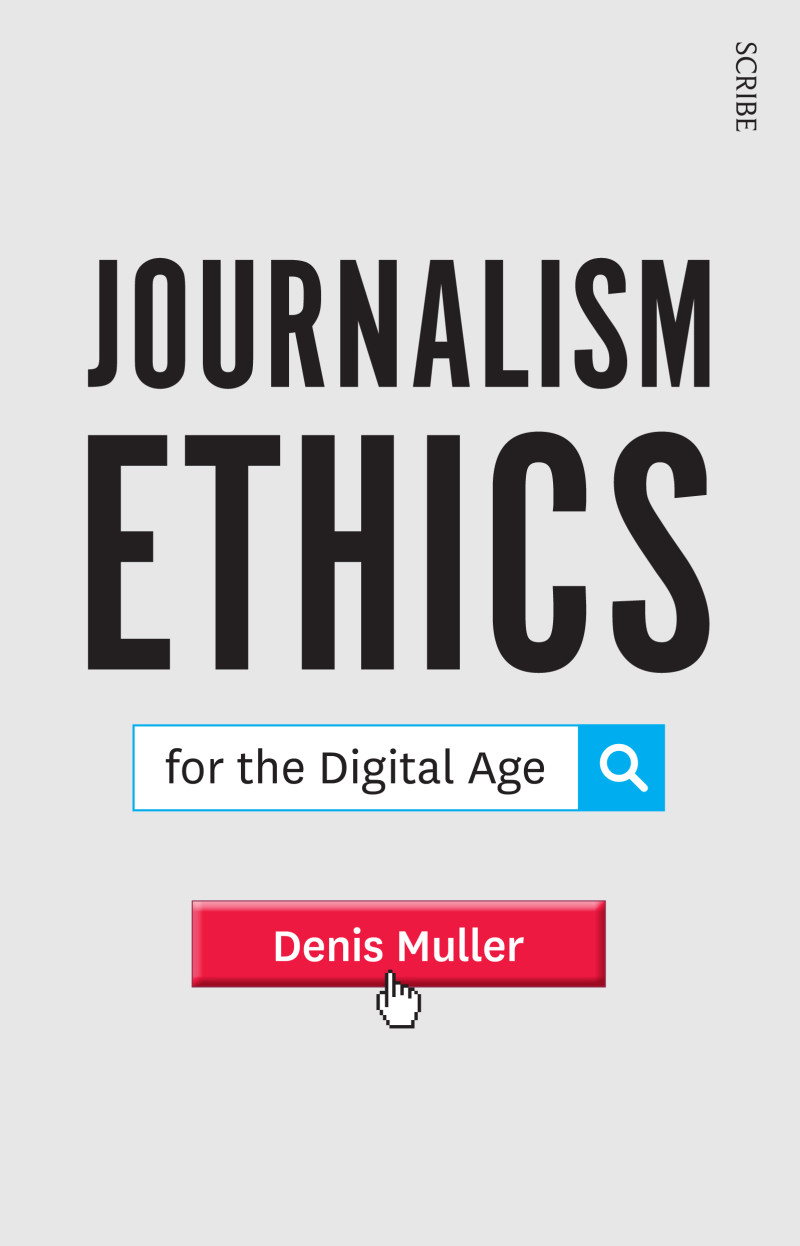 SCRIBE
JOURNALISM
ETHICS
for the Digital Age
Denis Muller